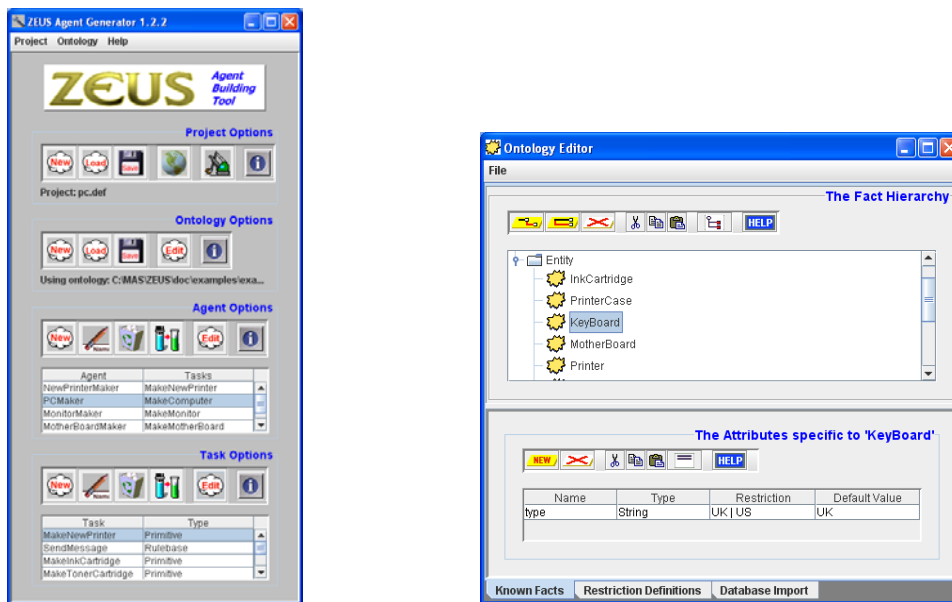 ZEUS Agent Generator 1.2.2
Project Ontology Help
ZEUS Agent Building Tool
Project Options
New Load Save
Project: pc.def
Ontology Options
New Load Save Edit
Using ontology: C:\MAS\ZEUS\doc\examples\exa...
Agent Options
New Name Edit
Agent Tasks
NewPrinterMaker MakeNewPrinter
PCMaker MakeComputer
MonitorMaker MakeMonitor
MotherBoardMaker MakeMotherBoard
Task Options
New Name Edit
Task Type
MakeNewPrinter Primitive
SendMessage Rulebase
MakeInkCartridge Primitive
MakeTonerCartridge Primitive
Ontology Editor
File
The Fact Hierarchy
HELP
Entity
InkCartridge
PrinterCase
KeyBoard
MotherBoard
Printer
The Attributes specific to 'KeyBoard'
NEW HELP
Name Type Restriction Default Value
type String UK | US UK
Known Facts Restriction Definitions Database Import